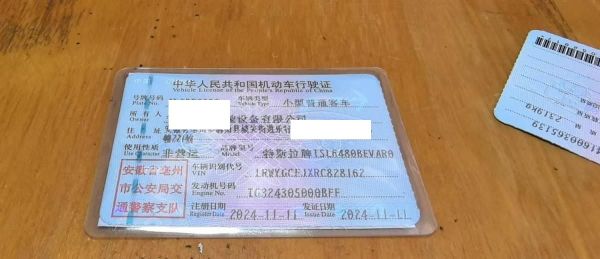 中华人民共和国机动车行驶证
Vehicle License of the People's Republic of China
号牌号码
Plate No.
车辆类型
Vehicle Type
小型普通客车
所有人
Owner
设备有限公司
住址
Address
使用性质
Use Character
非营运
品牌型号
Model
特斯拉牌TSL6480BEVAR0
安徽省亳州
市公安局交
通警察支队
车辆识别代号
VIN
LRWYGCEJXRC828162
发动机号码
Engine No.
TG324305000BFF
注册日期
Register Date
2024-11-11
发证日期
Issue Date
2024-11-11
2319kg